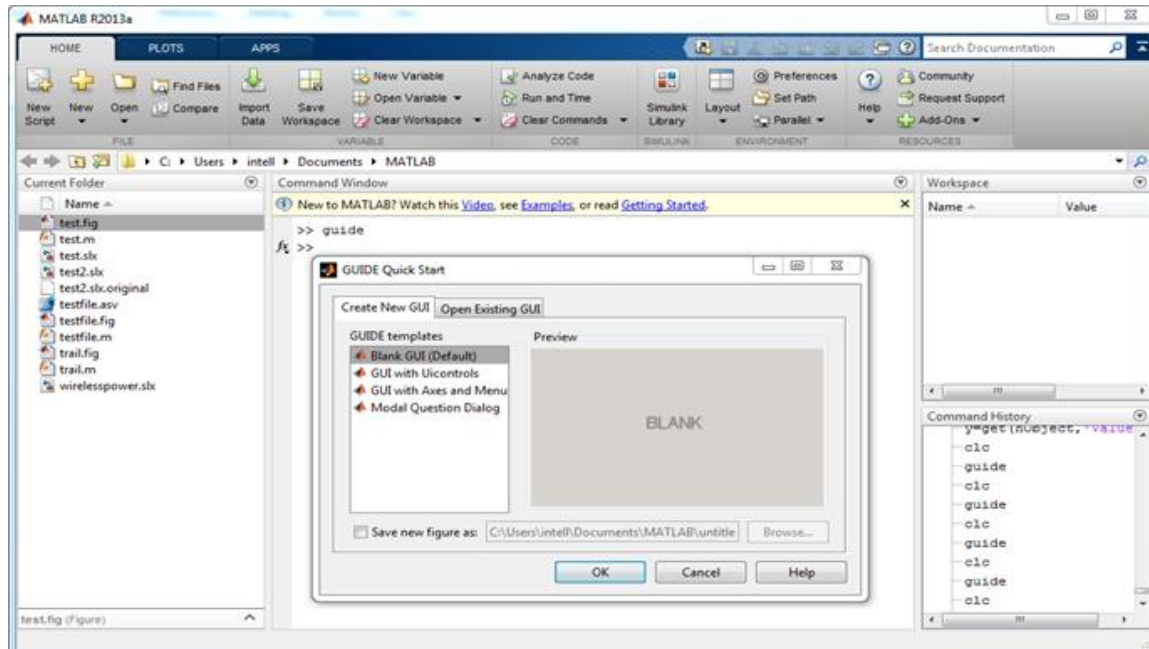 MATLAB R2013a
HOME PLOTS APPS
Search Documentation
New Script
New
Open
Find Files
Compare
Import Data
Save Workspace
New Variable
Open Variable
Clear Workspace
Analyze Code
Run and Time
Clear Commands
Simulink Library
Layout
Preferences
Set Path
Parallel
Help
Community
Request Support
Add-Ons
FILE VARIABLE CODE SIMULINK ENVIRONMENT RESOURCES
C: Users intell Documents MATLAB
Current Folder
Name
test.fig
test.m
test.slx
test2.slx
test2.slx.original
testfile.asv
testfile.fig
testfile.m
trail.fig
trail.m
wirelesspower.slx
test.fig (Figure)
Command Window
New to MATLAB? Watch this Video, see Examples, or read Getting Started.
>> guide
fx >>
GUIDE Quick Start
Create New GUI Open Existing GUI
GUIDE templates
Blank GUI (Default)
GUI with Uicontrols
GUI with Axes and Menu
Modal Question Dialog
Preview
BLANK
Save new figure as: C:\Users\intell\Documents\MATLAB\untitle Browse...
OK Cancel Help
Workspace
Name Value
Command History
y=get(hObject,'Value
clc
guide
clc
guide
clc
guide
clc
guide
clc